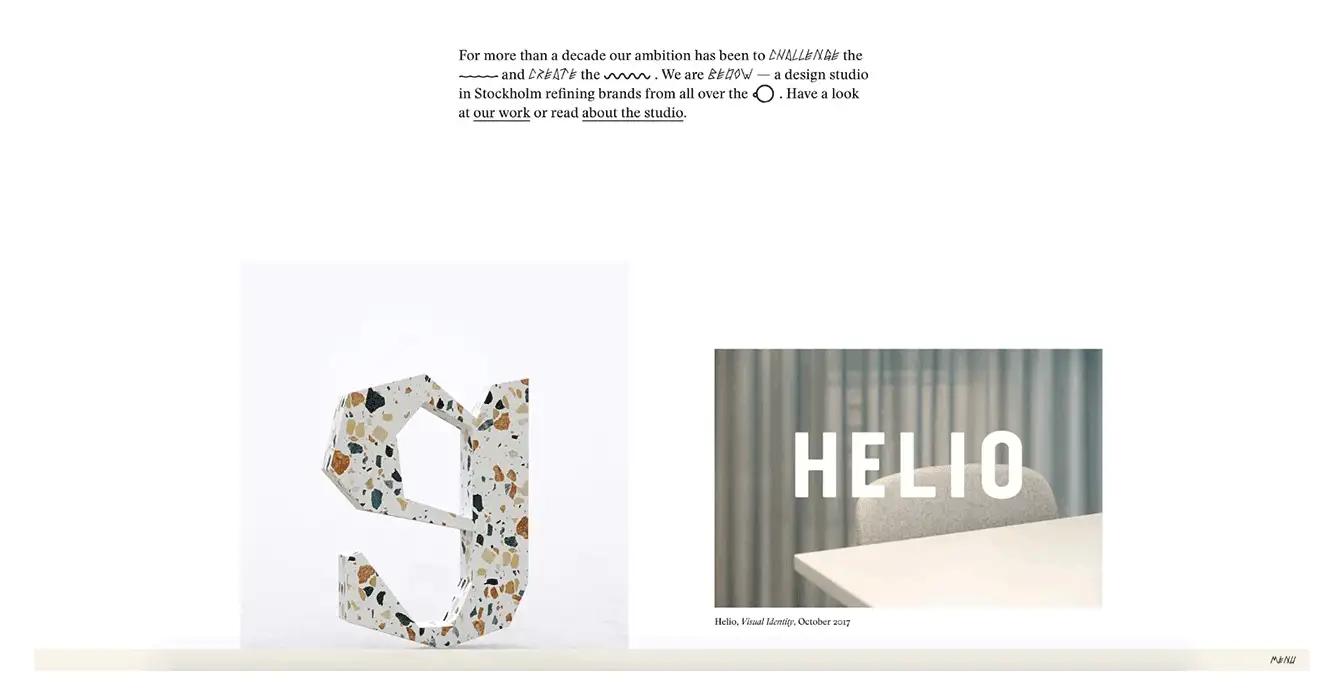 For more than a decade our ambition has been to CHALLENGE the
and CREATE the . We are BEDOW — a design studio
in Stockholm refining brands from all over the . Have a look
at our work or read about the studio.
g
HELIO
Helio, Visual Identity, October 2017
MENU